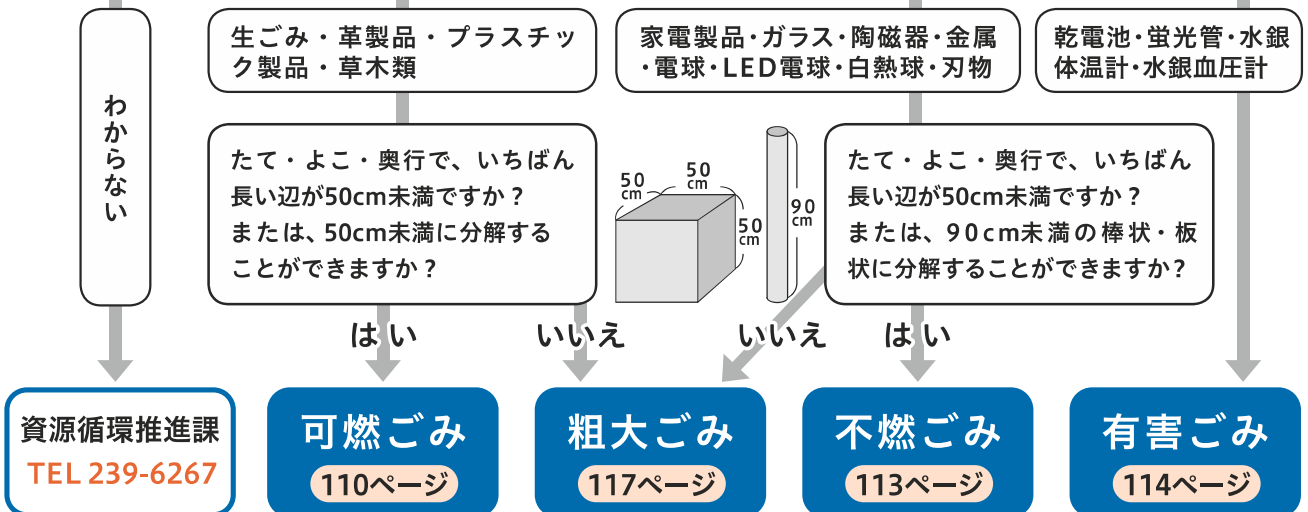 わからない
生ごみ・革製品・プラスチッ
ク製品・草木類
家電製品・ガラス・陶磁器・金属
・電球・LED電球・白熱球・刃物
乾電池・蛍光管・水銀
体温計・水銀血圧計
たて・よこ・奥行で、いちばん
長い辺が50cm未満ですか？
または、50cm未満に分解する
ことができますか？
50
cm
50
cm
50
cm
90
cm
たて・よこ・奥行で、いちばん
長い辺が50cm未満ですか？
または、90cm未満の棒状・板
状に分解することができますか？
はい
いいえ
いいえ
はい
資源循環推進課
TEL 239-6267
可燃ごみ
110ページ
粗大ごみ
117ページ
不燃ごみ
113ページ
有害ごみ
114ページ